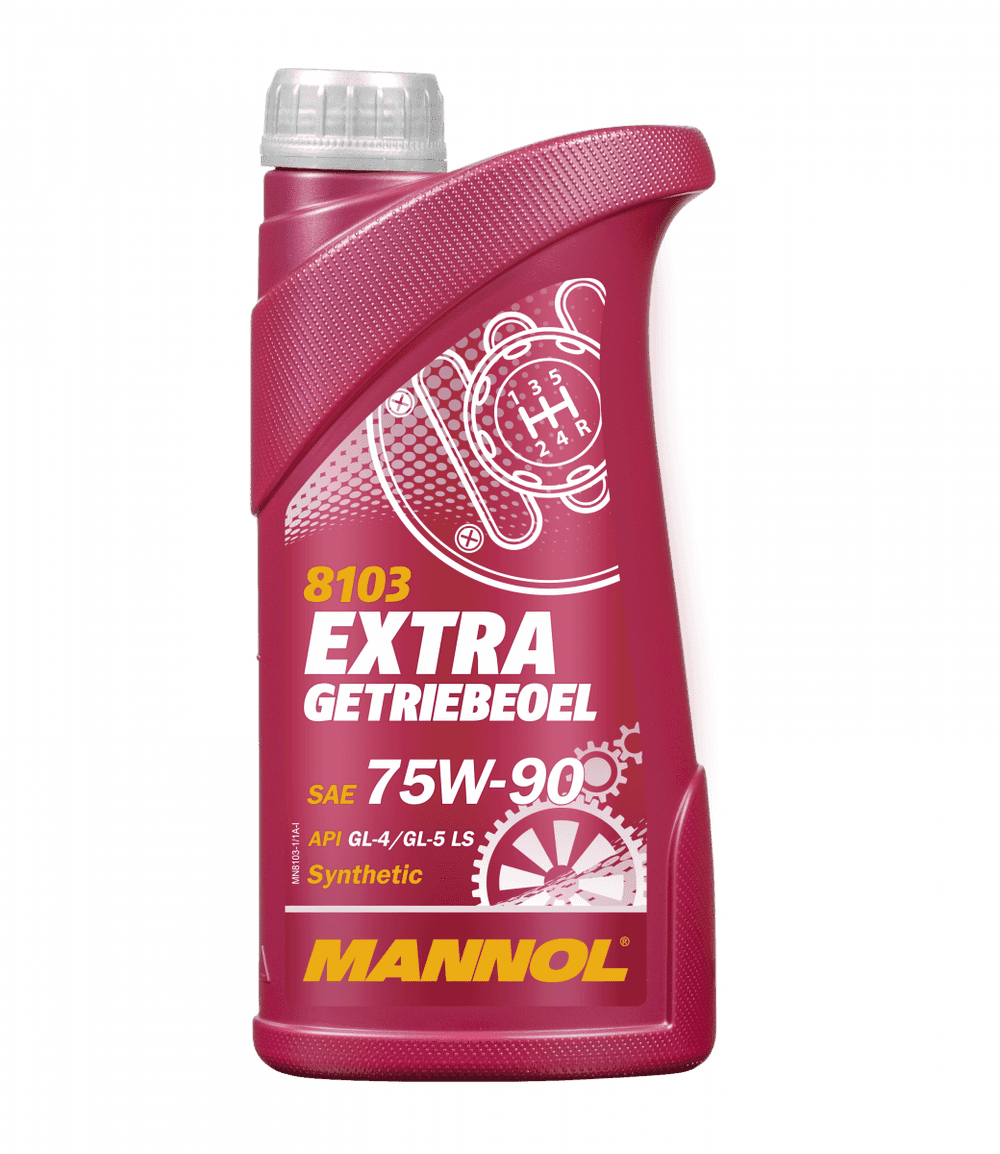 1 3 5
2 4 R
8103
EXTRA
GETRIEBEOEL
SAE 75W-90
API GL-4/GL-5 LS
Synthetic
MN8103-1/1A-I
MANNOL®